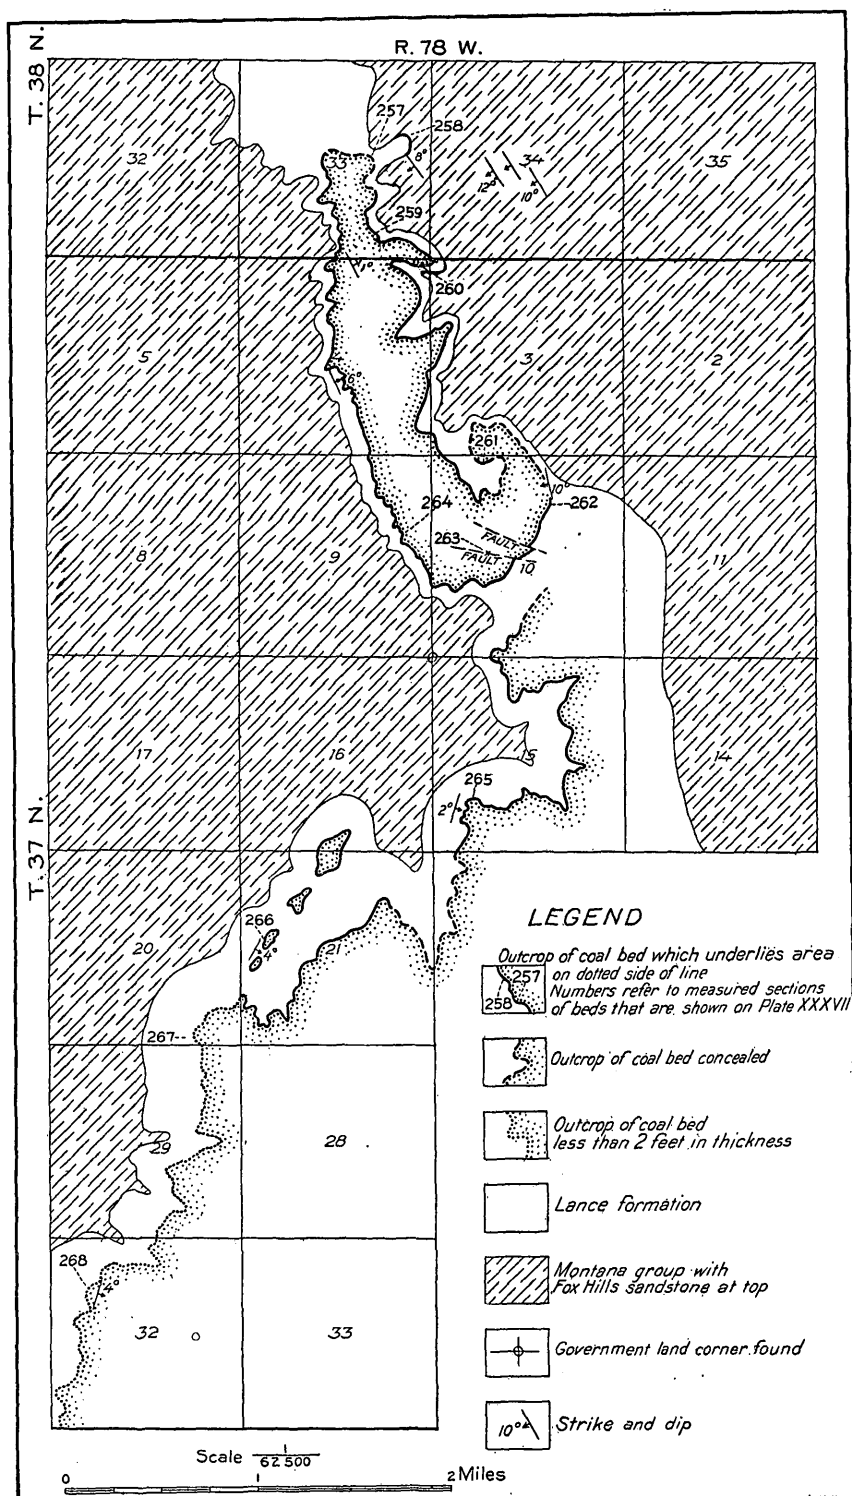 R. 78 W.
T. 38 N.
32
33
34
35
257
258
8°
12°
10°
259
260
5
3
2
261
10°
262
264
263
FAULT
FAULT
10
8
9
11
17
16
15
14
265
2°
T. 37 N.
20
21
266
4°
267
29
28
268
4°
32
33
LEGEND
Outcrop of coal bed which underlies area
on dotted side of line
Numbers refer to measured sections
of beds that are shown on Plate XXXVII
257
258
Outcrop of coal bed concealed
Outcrop of coal bed
less than 2 feet in thickness
Lance formation
Montana group with
Fox Hills sandstone at top
Government land corner found
10°
Strike and dip
Scale 1
62500
0 1 2 Miles